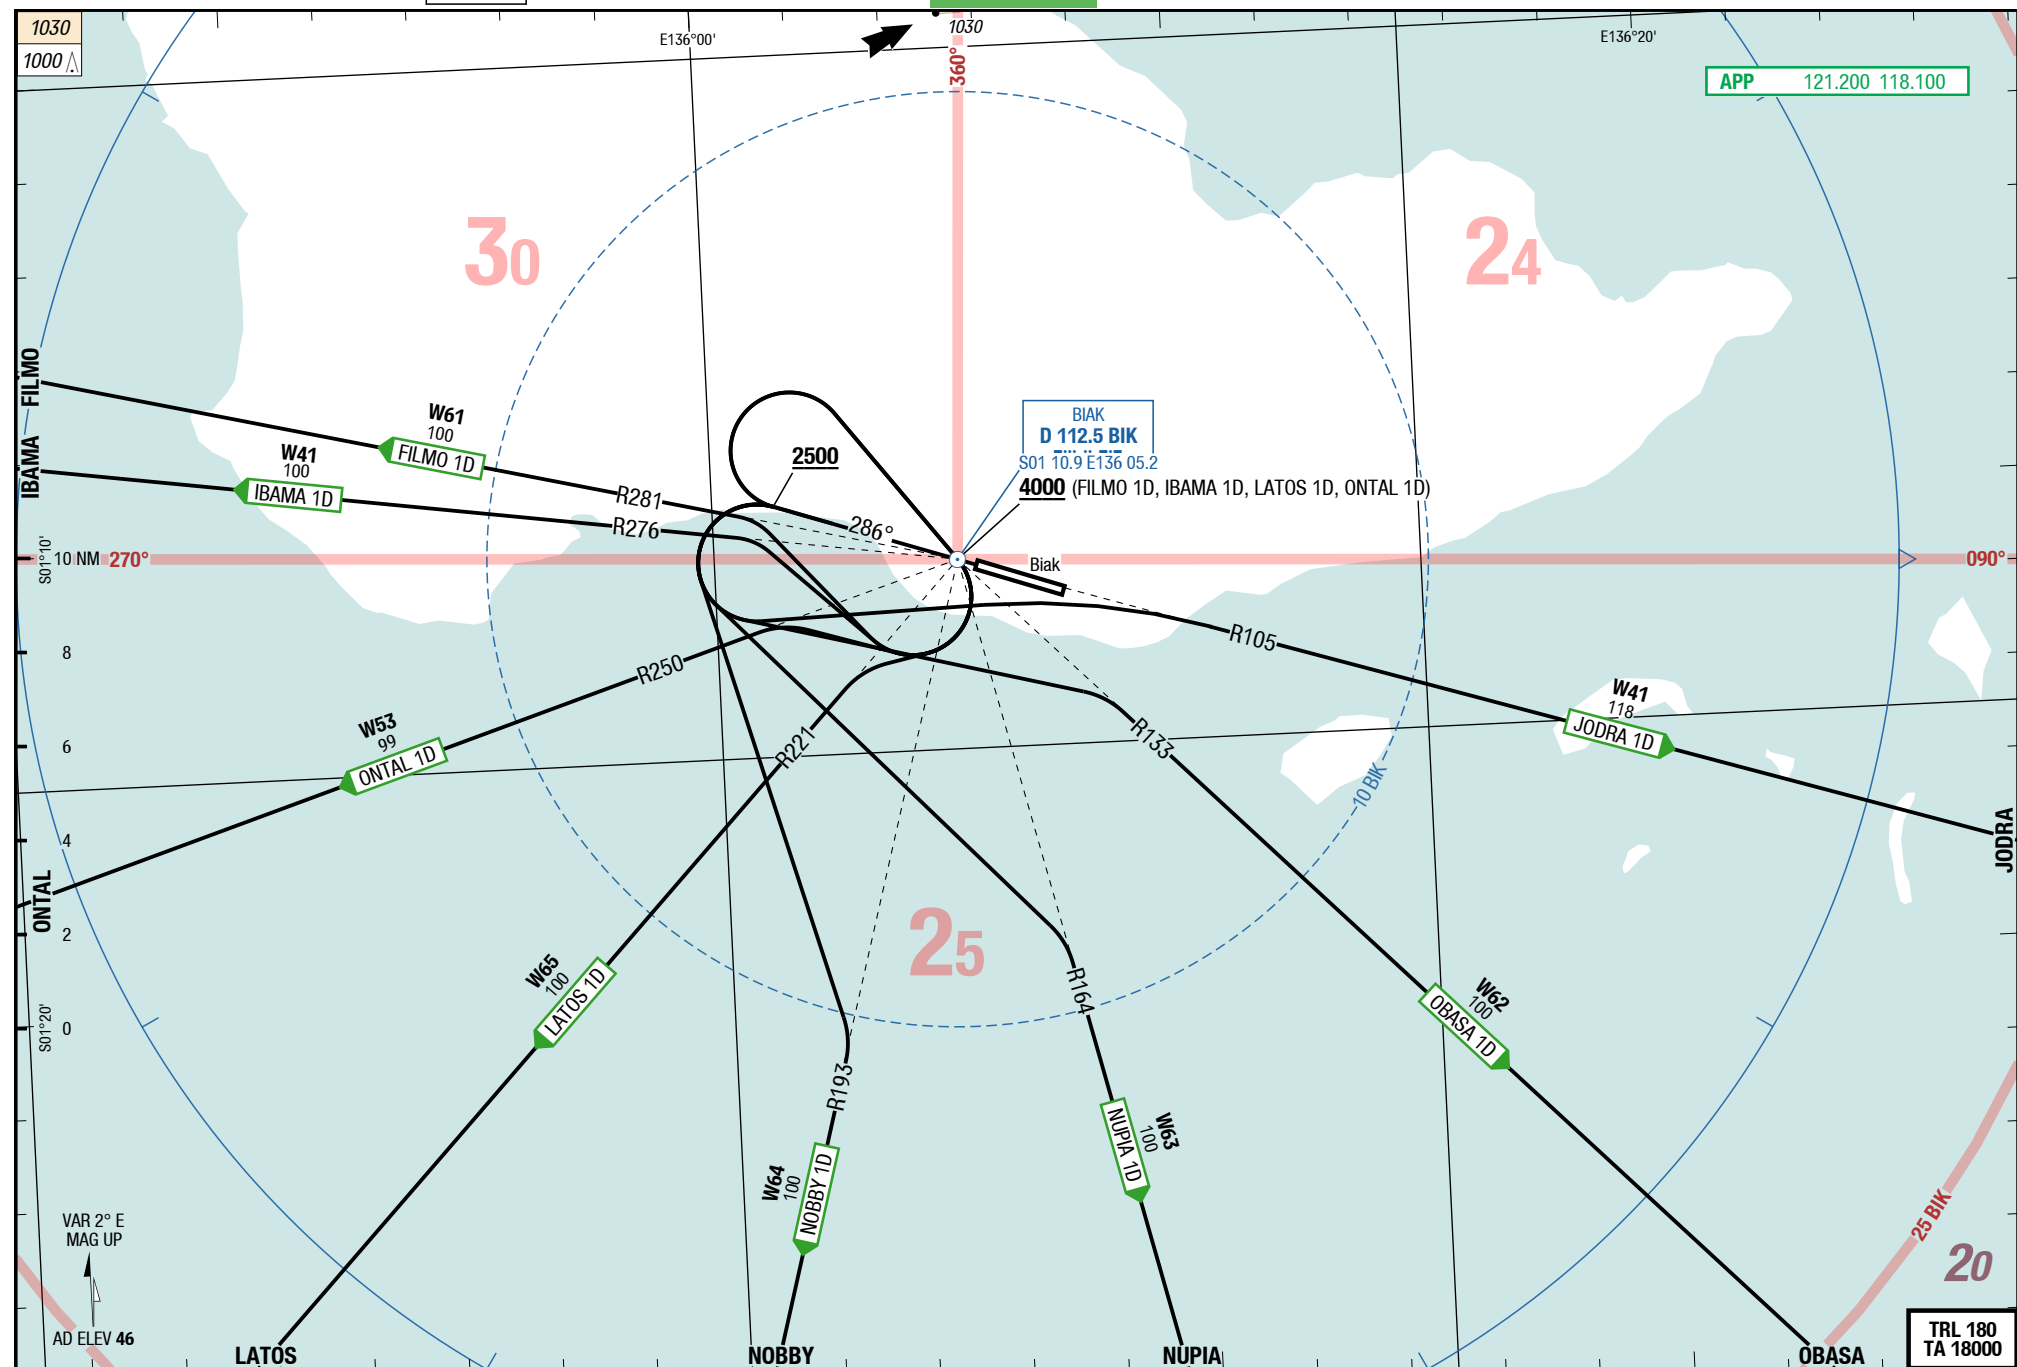 1030
1000
E136°00'
1030
360°
E136°20'
APP 121.200 118.100
30
24
FILMO
W61
100
FILMO 1D
IBAMA
W41
100
IBAMA 1D
R281
R276
2500
286°
BIAK
D 112.5 BIK
S01 10.9 E136 05.2
4000 (FILMO 1D, IBAMA 1D, LATOS 1D, ONTAL 1D)
S01°10'
10 NM
270°
Biak
090°
R105
8
R250
W41
118
JODRA 1D
W53
99
ONTAL 1D
6
R221
R133
10 BIK
4
JODRA
ONTAL
2
25
W65
100
LATOS 1D
R164
W62
100
OBASA 1D
S01°20'
0
R193
W64
100
NOBBY 1D
W63
100
NUPIA 1D
VAR 2° E
MAG UP
25 BIK
20
AD ELEV 46
TRL 180
TA 18000
LATOS
NOBBY
NUPIA
OBASA